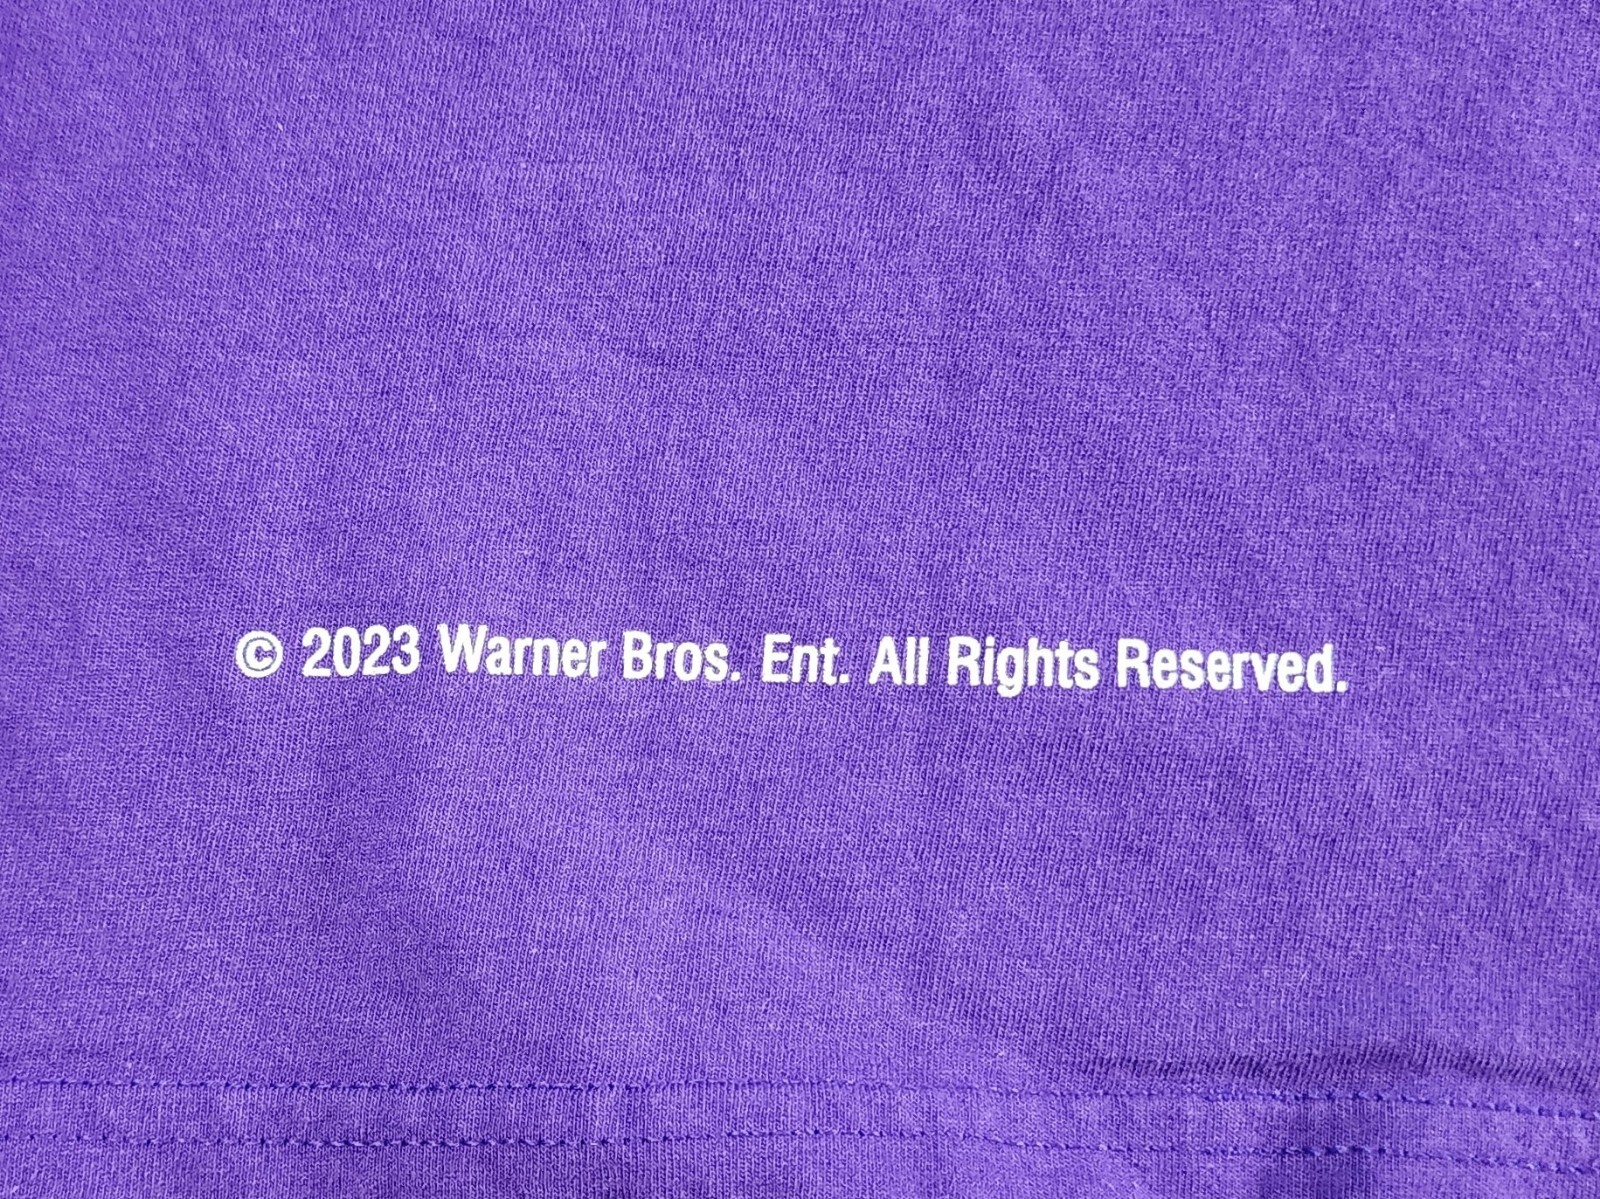 © 2023 Warner Bros. Ent. All Rights Reserved.